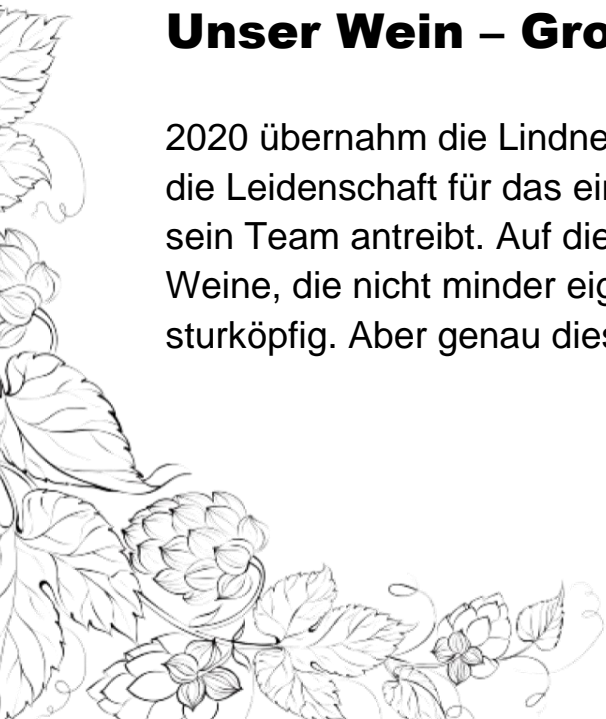 Unser Wein – Gro
2020 übernahm die Lindne
die Leidenschaft für das ein
sein Team antreibt. Auf die
Weine, die nicht minder eig
sturköpfig. Aber genau dies